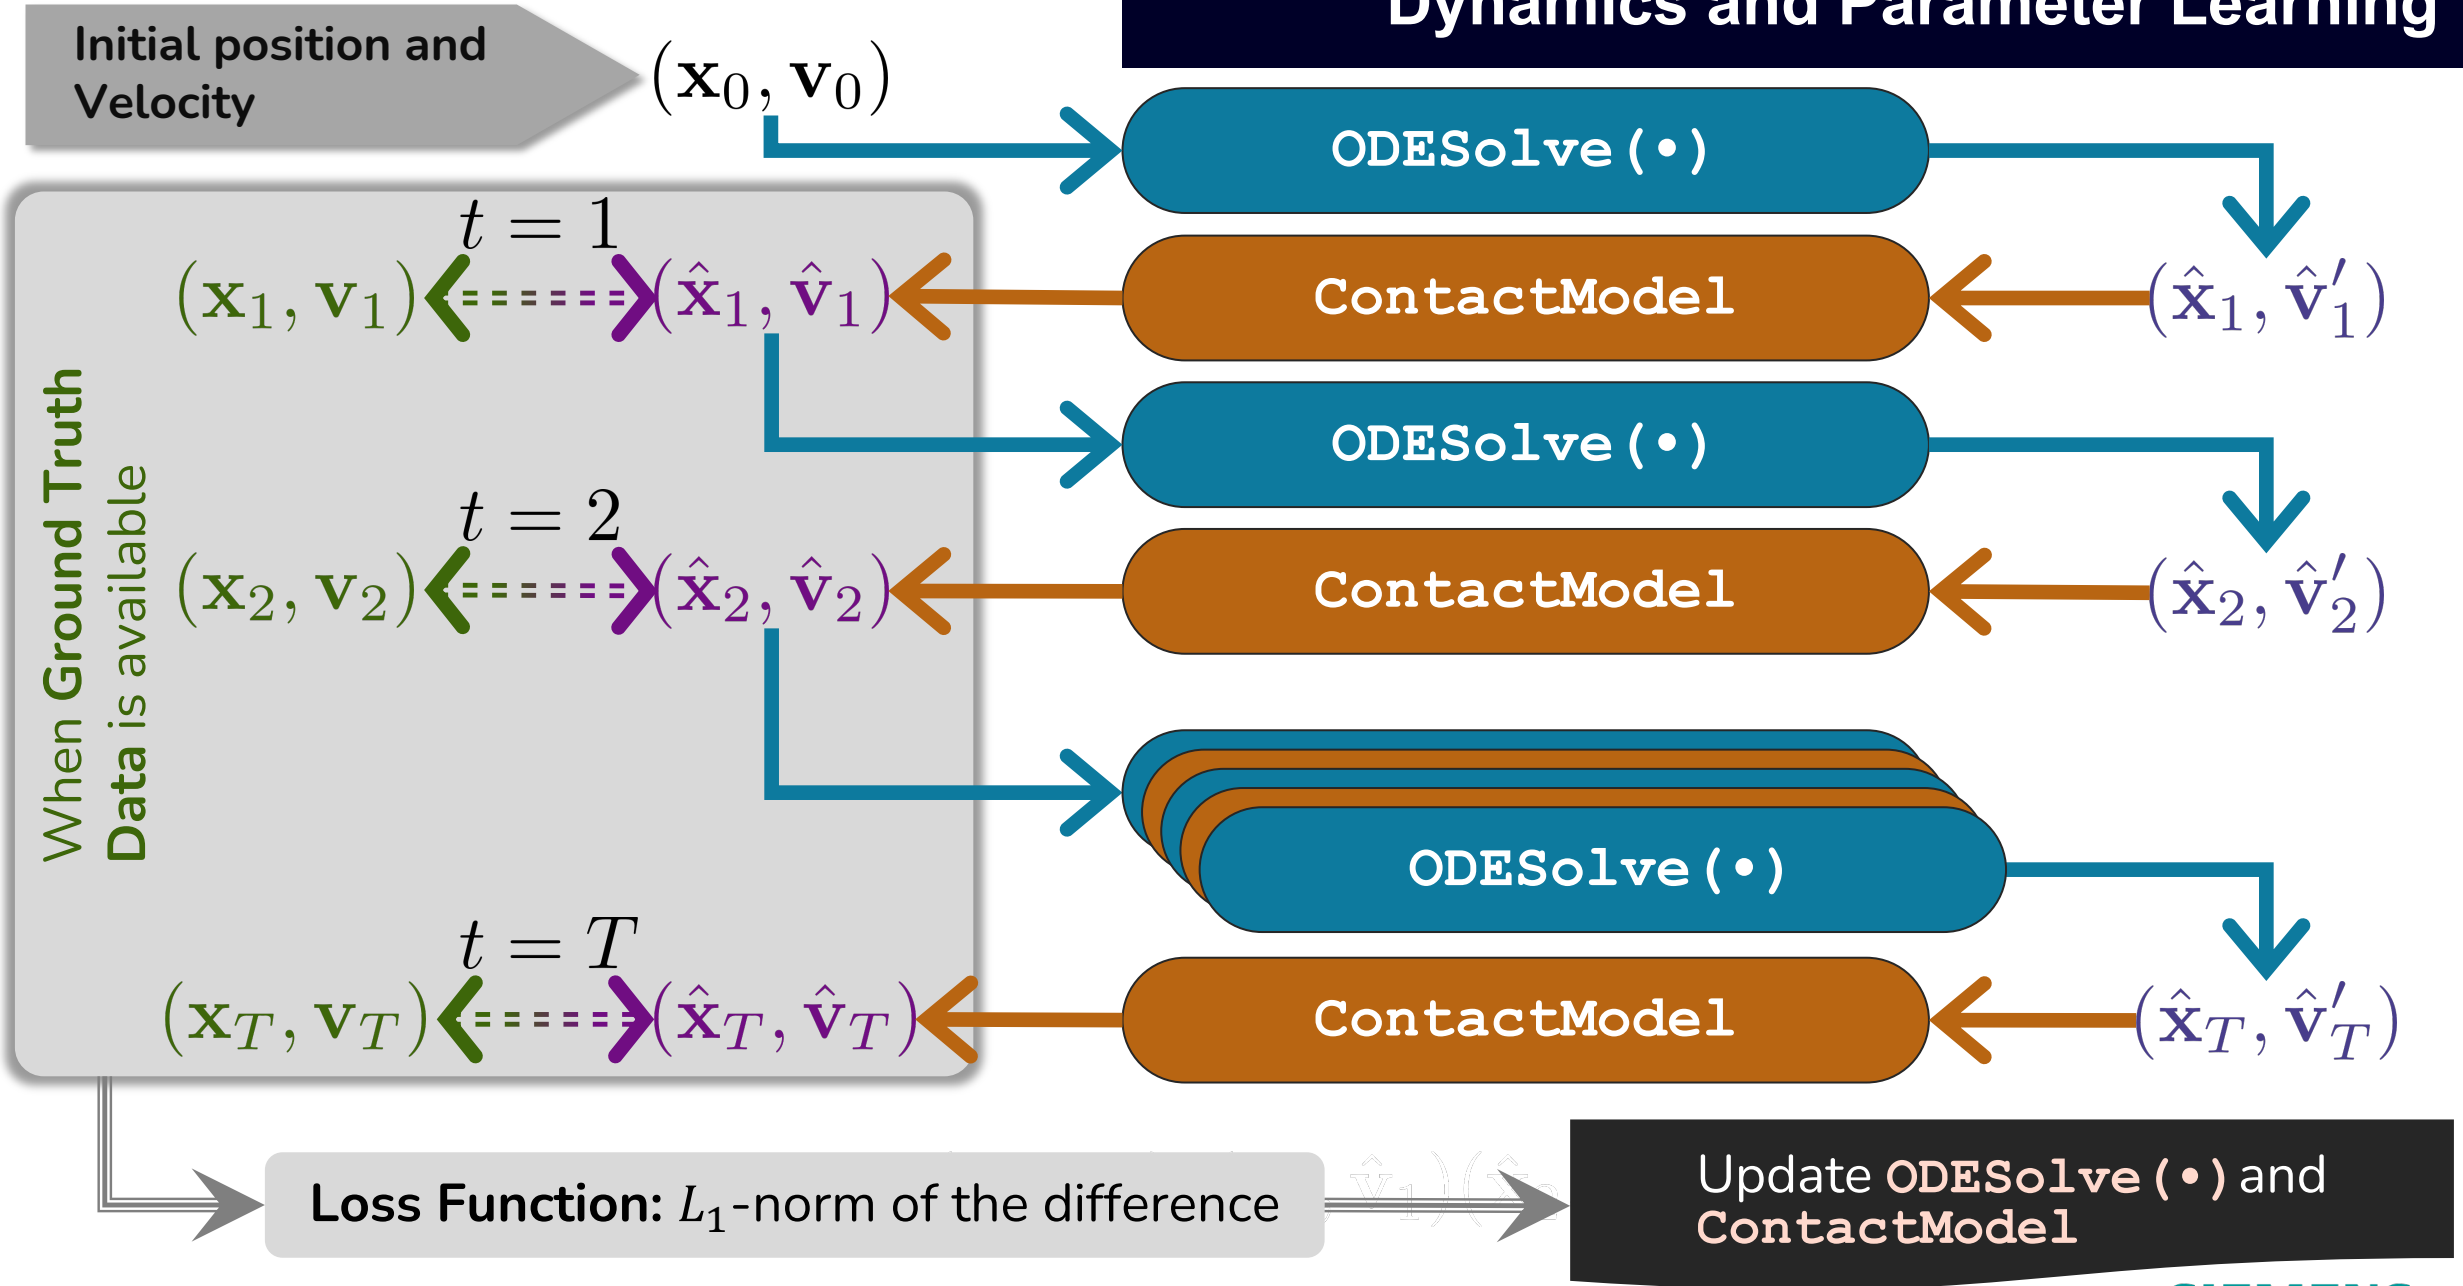 Dynamics and Parameter Learning
Initial position and
Velocity
(x₀, v₀)
ODESolve(•)
t = 1
(x₁, v₁)
(x̂₁, v̂₁)
ContactModel
(x̂₁, v̂′₁)
ODESolve(•)
t = 2
(x₂, v₂)
(x̂₂, v̂₂)
ContactModel
(x̂₂, v̂′₂)
When Ground Truth
Data is available
ODESolve(•)
t = T
(x_T, v_T)
(x̂_T, v̂_T)
ContactModel
(x̂_T, v̂′_T)
Loss Function: L₁-norm of the difference
Update ODESolve(•) and
ContactModel